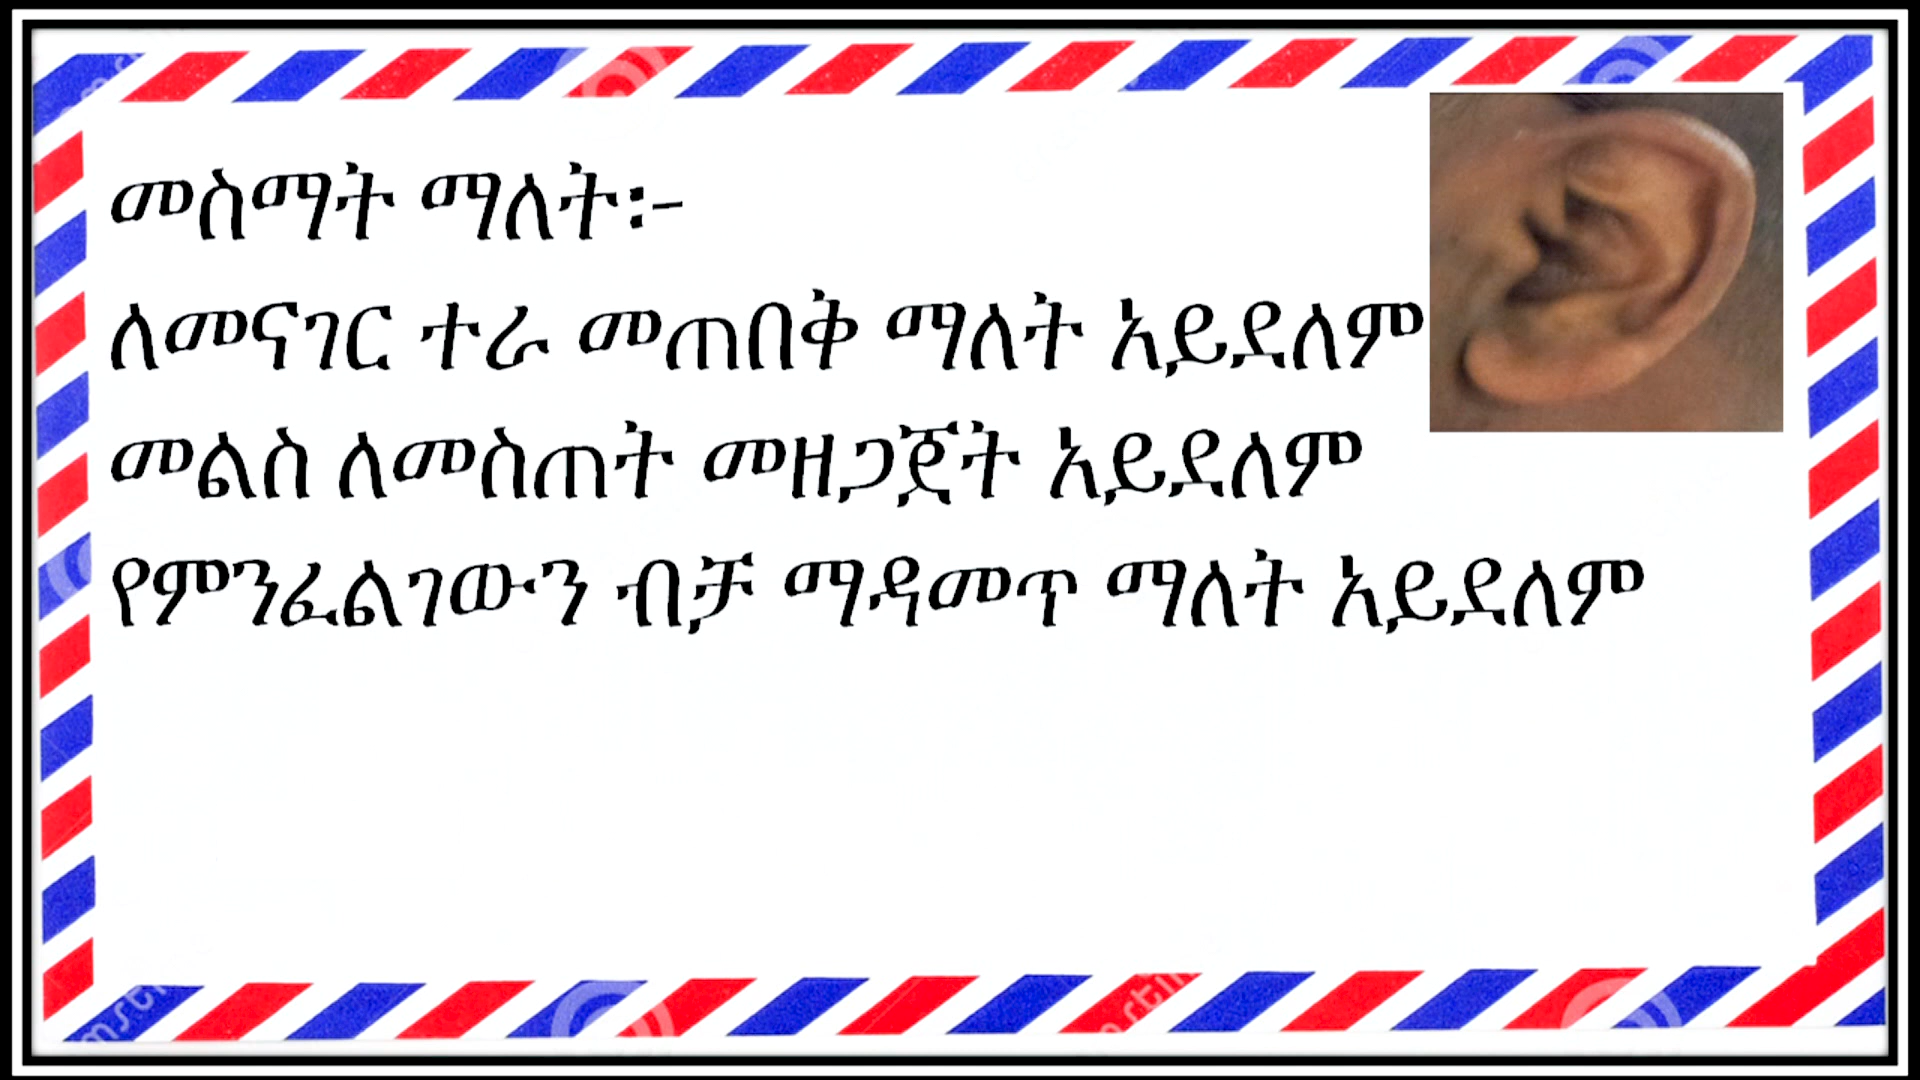 መስማት ማለት፡-
ለመናገር ተራ መጠበቅ ማለት አይደለም
መልስ ለመስጠት መዘጋጀት አይደለም
የምንፈልገውን ብቻ ማዳመጥ ማለት አይደለም